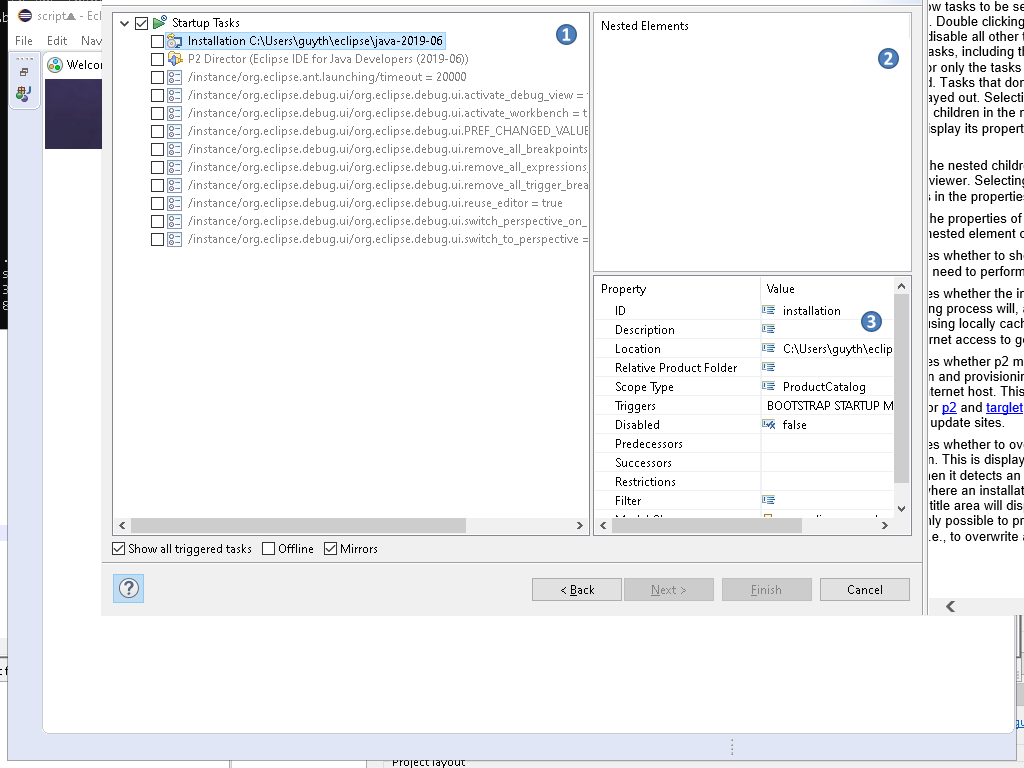 script
File Edit Nav
Welco
Startup Tasks
Installation C:\Users\guyth\eclipse\java-2019-06
P2 Director (Eclipse IDE for Java Developers (2019-06))
/instance/org.eclipse.ant.launching/timeout = 20000
/instance/org.eclipse.debug.ui/org.eclipse.debug.ui.activate_debug_view =
/instance/org.eclipse.debug.ui/org.eclipse.debug.ui.activate_workbench = t
/instance/org.eclipse.debug.ui/org.eclipse.debug.ui.PREF_CHANGED_VALUE
/instance/org.eclipse.debug.ui/org.eclipse.debug.ui.remove_all_breakpoints
/instance/org.eclipse.debug.ui/org.eclipse.debug.ui.remove_all_expressions
/instance/org.eclipse.debug.ui/org.eclipse.debug.ui.remove_all_trigger_brea
/instance/org.eclipse.debug.ui/org.eclipse.debug.ui.reuse_editor = true
/instance/org.eclipse.debug.ui/org.eclipse.debug.ui.switch_perspective_on_
/instance/org.eclipse.debug.ui/org.eclipse.debug.ui.switch_to_perspective =
1
Nested Elements
2
Property Value
ID installation
3
Description
Location C:\Users\guyth\eclip
Relative Product Folder
Scope Type ProductCatalog
Triggers BOOTSTRAP STARTUP M
Disabled false
Predecessors
Successors
Restrictions
Filter
Show all triggered tasks Offline Mirrors
? < Back Next > Finish Cancel
ow tasks to be se
. Double clicking
disable all other t
asks, including th
or only the tasks
d. Tasks that dor
ayed out. Selecti
children in the r
isplay its propert
he nested childr
viewer. Selecting
s in the propertie
he properties of
nested element o
es whether to sh
need to perform
es whether the in
ng process will, a
using locally cach
rnet access to g
es whether p2 m
n and provisionin
ternet host. This
or p2 and targlet
update sites.
es whether to ov
n. This is display
nen it detects an
where an installat
title area will disp
nly possible to pr
.e., to overwrite a
Project layout